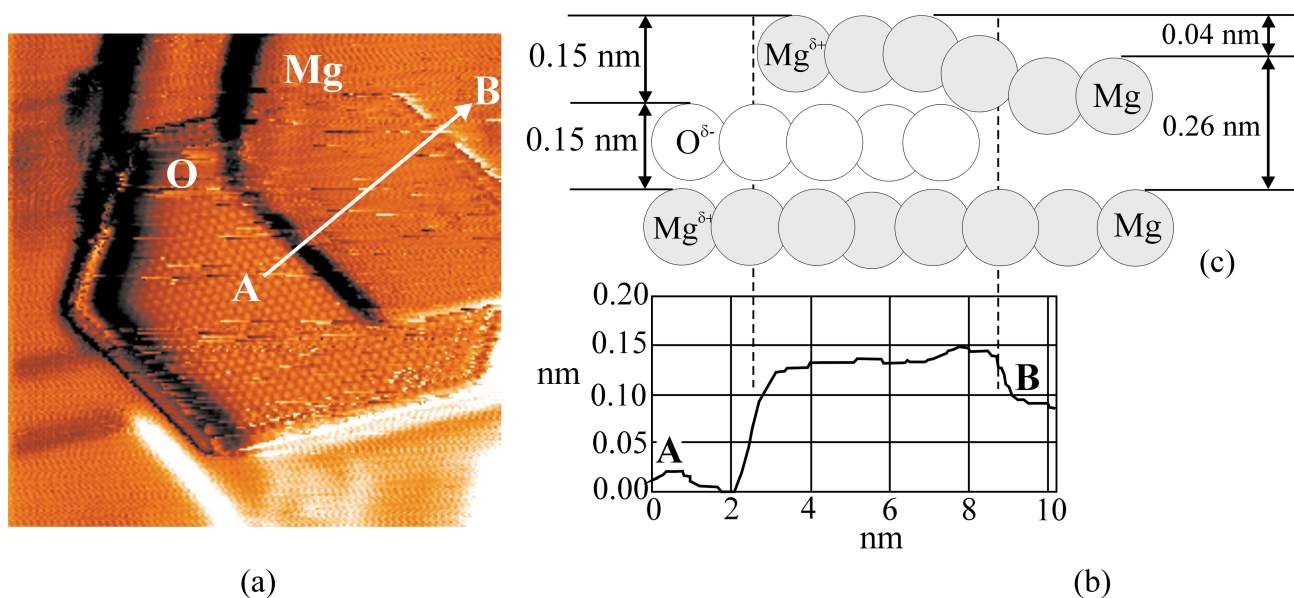 Mg
B
O
A
(a)
0.15 nm
0.15 nm
Mgδ+
Oδ-
Mgδ+
Mg
Mg
0.04 nm
0.26 nm
(c)
0.20
0.15
nm
0.10
0.05
0.00
A
B
0 2 4 6 8 10
nm
(b)